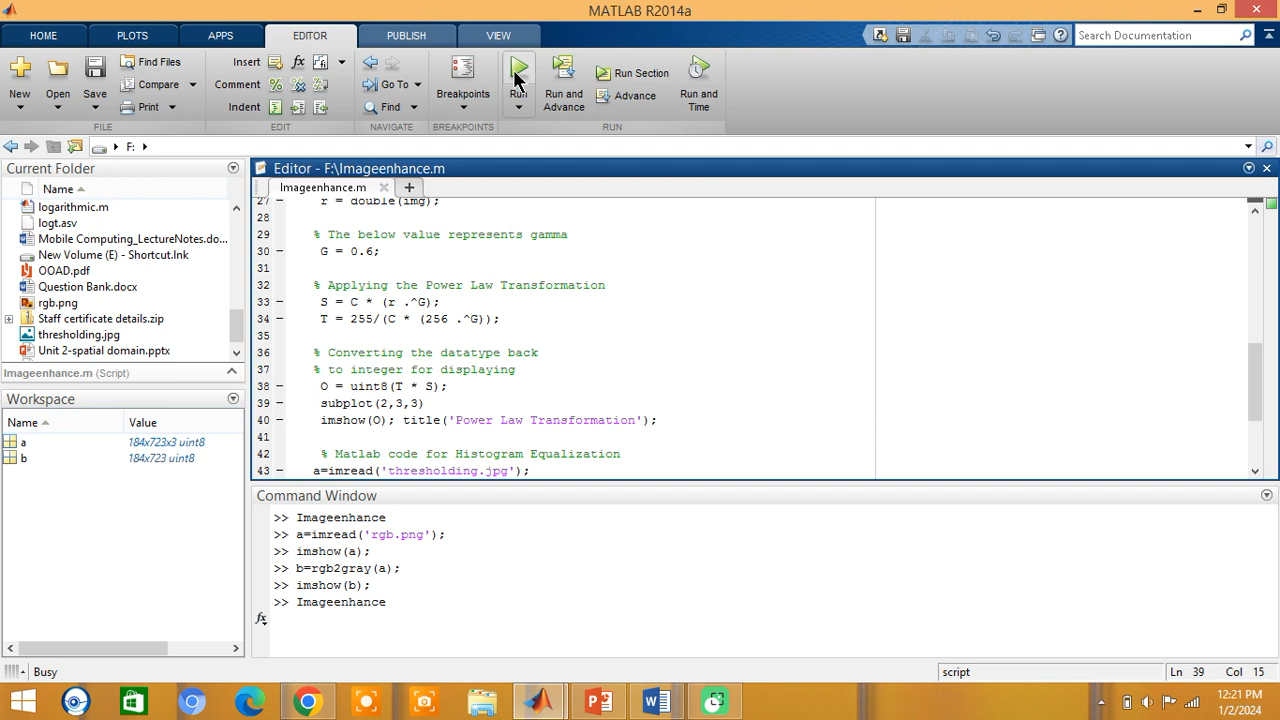 MATLAB R2014a
HOME PLOTS APPS EDITOR PUBLISH VIEW
Search Documentation
New Open Save
Find Files
Compare
Print
FILE
Insert
Comment
Indent
EDIT
Go To
Find
NAVIGATE
Breakpoints
BREAKPOINTS
Run
Run and Advance
Run Section
Advance
Run and Time
RUN
F:
Current Folder
Name
logarithmic.m
logt.asv
Mobile Computing_LectureNotes.do...
New Volume (E) - Shortcut.lnk
OOAD.pdf
Question Bank.docx
rgb.png
Staff certificate details.zip
thresholding.jpg
Unit 2-spatial domain.pptx
Imageenhance.m (Script)
Workspace
Name Value
a 184x723x3 uint8
b 184x723 uint8
Editor - F:\Imageenhance.m
Imageenhance.m
27 r = double(img);
28
29 % The below value represents gamma
30 G = 0.6;
31
32 % Applying the Power Law Transformation
33 S = C * (r .^G);
34 T = 255/(C * (256 .^G));
35
36 % Converting the datatype back
37 % to integer for displaying
38 O = uint8(T * S);
39 subplot(2,3,3)
40 imshow(O); title('Power Law Transformation');
41
42 % Matlab code for Histogram Equalization
43 a=imread('thresholding.jpg');
Command Window
>> Imageenhance
>> a=imread('rgb.png');
>> imshow(a);
>> b=rgb2gray(a);
>> imshow(b);
>> Imageenhance
fx
Busy
script
Ln 39 Col 15
12:21 PM
1/2/2024